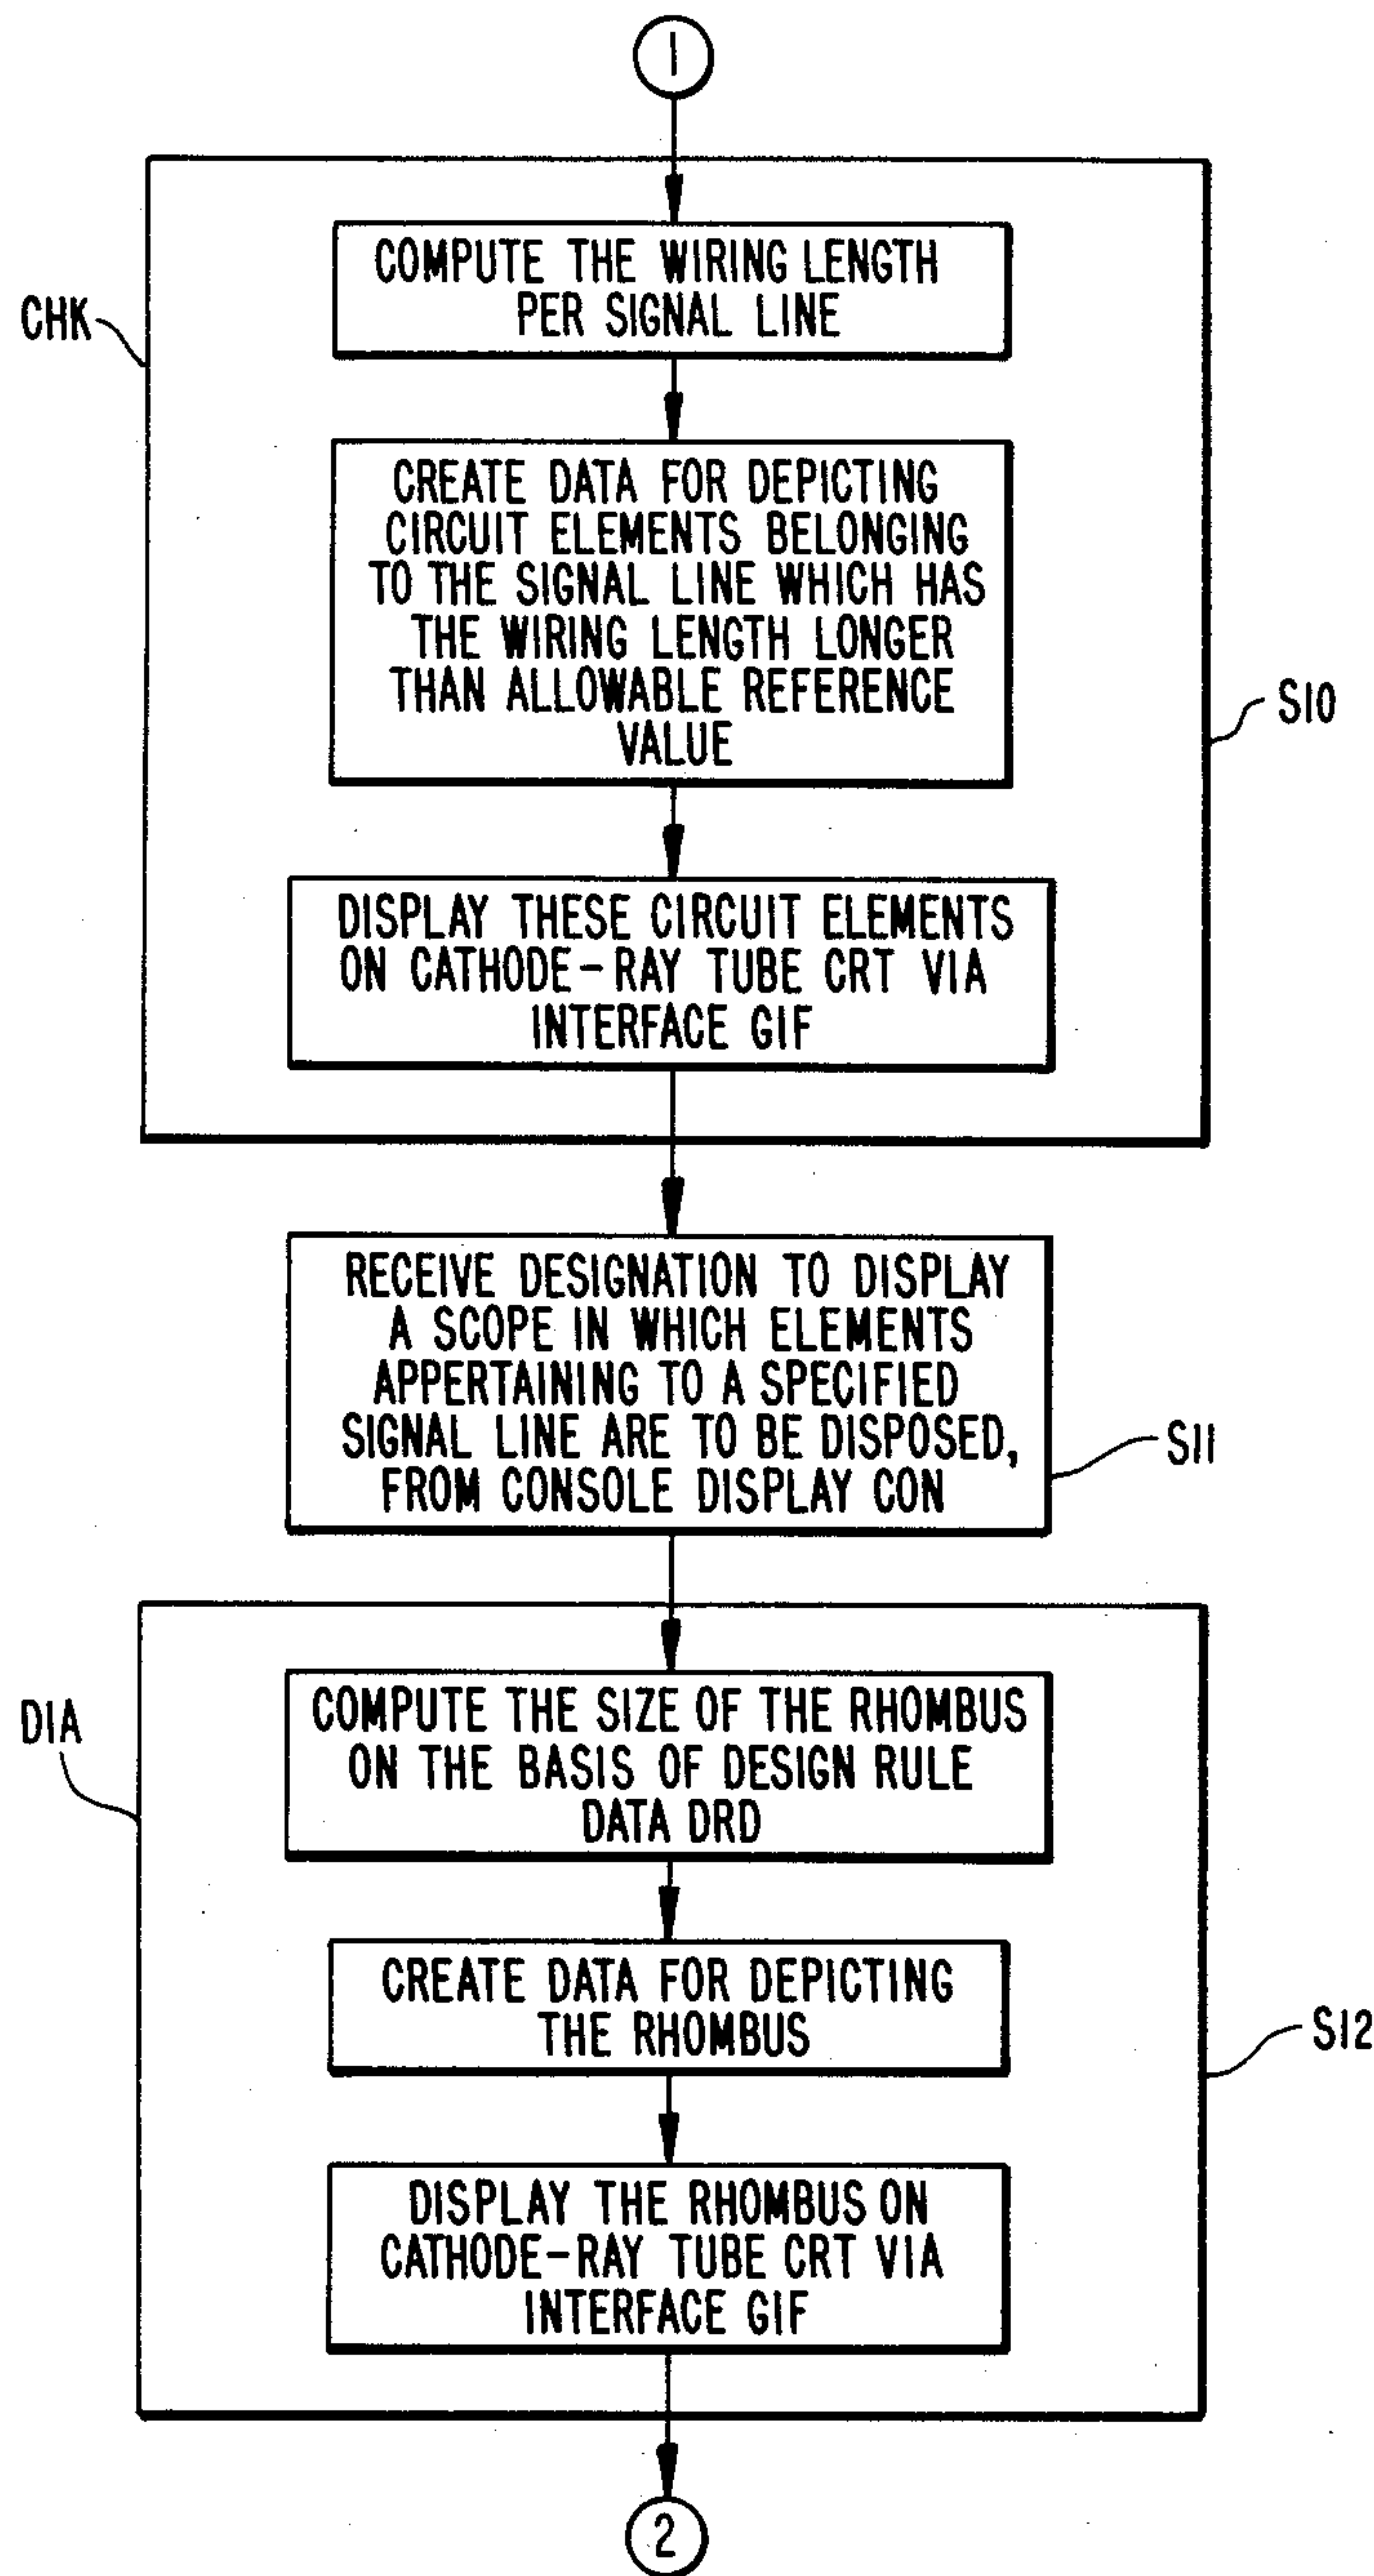 1
CHK
COMPUTE THE WIRING LENGTH
PER SIGNAL LINE
CREATE DATA FOR DEPICTING
CIRCUIT ELEMENTS BELONGING
TO THE SIGNAL LINE WHICH HAS
THE WIRING LENGTH LONGER
THAN ALLOWABLE REFERENCE
VALUE
S10
DISPLAY THESE CIRCUIT ELEMENTS
ON CATHODE-RAY TUBE CRT VIA
INTERFACE GIF
RECEIVE DESIGNATION TO DISPLAY
A SCOPE IN WHICH ELEMENTS
APPERTAINING TO A SPECIFIED
SIGNAL LINE ARE TO BE DISPOSED,
FROM CONSOLE DISPLAY CON
S11
DIA
COMPUTE THE SIZE OF THE RHOMBUS
ON THE BASIS OF DESIGN RULE
DATA DRD
CREATE DATA FOR DEPICTING
THE RHOMBUS
S12
DISPLAY THE RHOMBUS ON
CATHODE-RAY TUBE CRT VIA
INTERFACE GIF
2